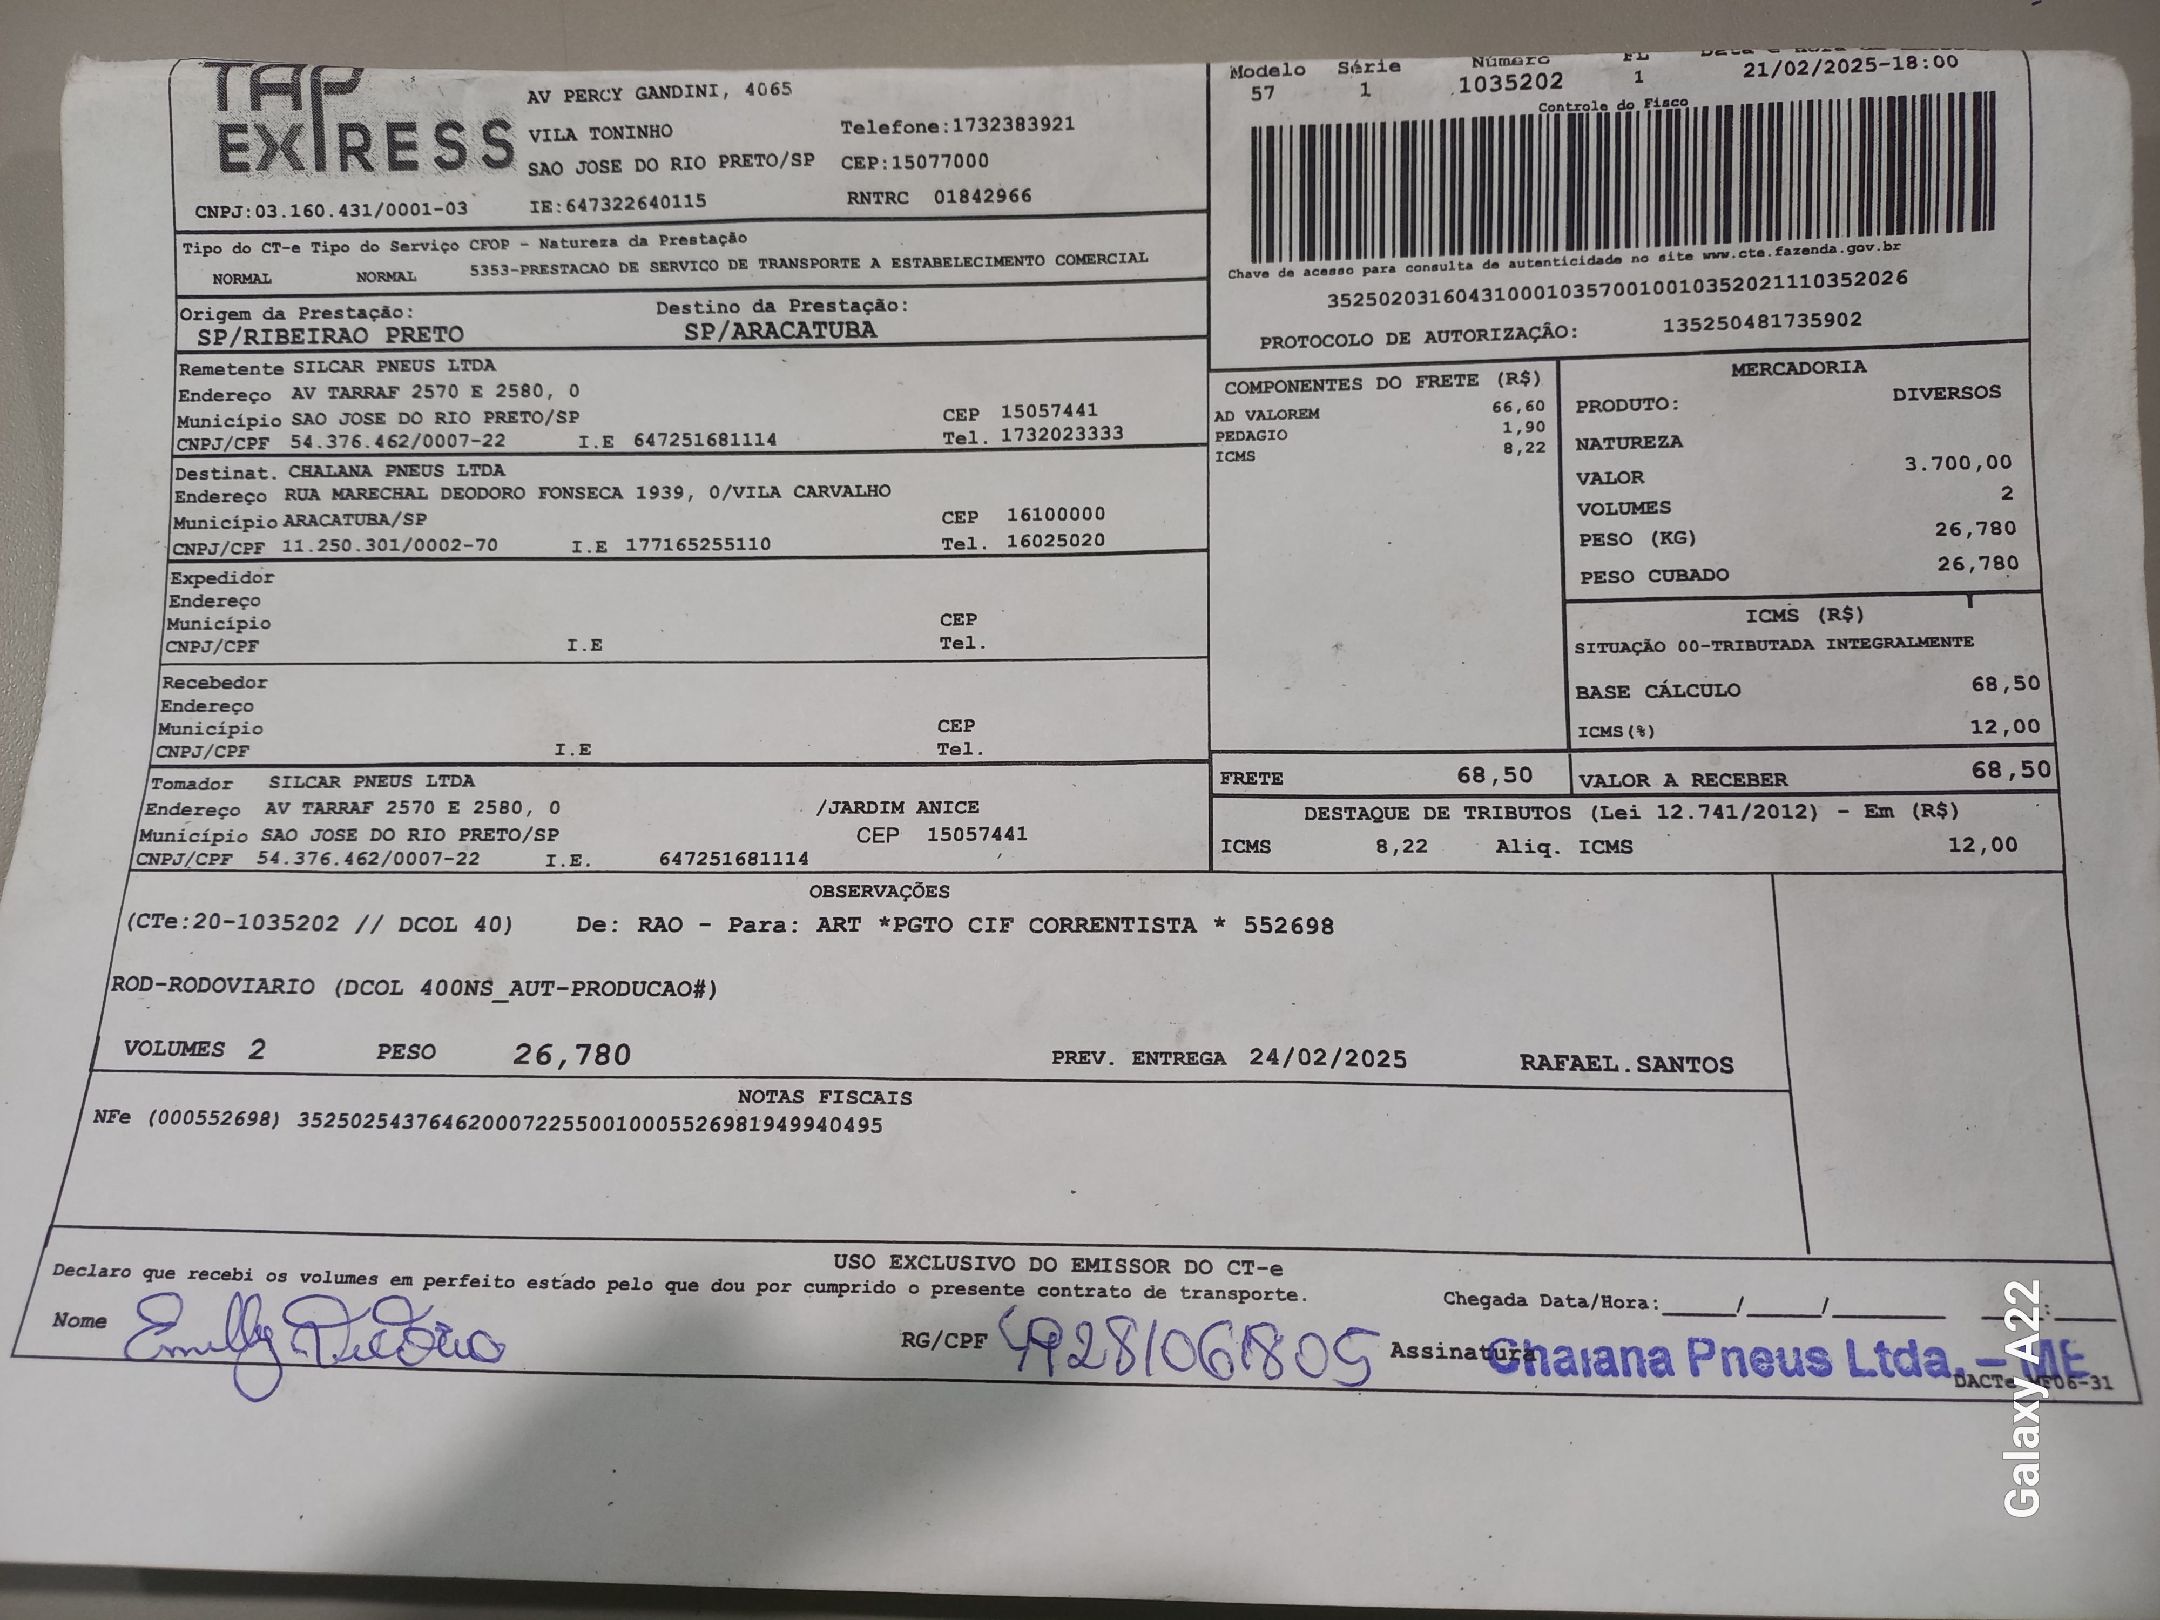 TAP EXPRESS
AV PERCY GANDINI, 4065
VILA TONINHO Telefone:1732383921
SAO JOSE DO RIO PRETO/SP CEP:15077000
CNPJ:03.160.431/0001-03 IE:647322640115 RNTRC 01842966
Modelo Série Número FL Data e Hora
57 1 1035202 1 21/02/2025-18:00
Controle do Fisco
Chave de acesso para consulta de autenticidade no site www.cte.fazenda.gov.br
35250203160431000103570010010352021110352026
PROTOCOLO DE AUTORIZAÇÃO: 135250481735902
Tipo do CT-e Tipo do Serviço CFOP - Natureza da Prestação
NORMAL NORMAL 5353-PRESTACAO DE SERVICO DE TRANSPORTE A ESTABELECIMENTO COMERCIAL
Origem da Prestação: Destino da Prestação:
SP/RIBEIRAO PRETO SP/ARACATUBA
Remetente SILCAR PNEUS LTDA
Endereço AV TARRAF 2570 E 2580, 0
Município SAO JOSE DO RIO PRETO/SP CEP 15057441
CNPJ/CPF 54.376.462/0007-22 I.E 647251681114 Tel. 1732023333
Destinat. CHALANA PNEUS LTDA
Endereço RUA MARECHAL DEODORO FONSECA 1939, 0/VILA CARVALHO
Município ARACATUBA/SP CEP 16100000
CNPJ/CPF 11.250.301/0002-70 I.E 177165255110 Tel. 16025020
Expedidor
Endereço
Município CEP
CNPJ/CPF I.E Tel.
Recebedor
Endereço
Município CEP
CNPJ/CPF I.E Tel.
Tomador SILCAR PNEUS LTDA
Endereço AV TARRAF 2570 E 2580, 0 /JARDIM ANICE
Município SAO JOSE DO RIO PRETO/SP CEP 15057441
CNPJ/CPF 54.376.462/0007-22 I.E. 647251681114
COMPONENTES DO FRETE (R$)
AD VALOREM 66,60
PEDAGIO 1,90
ICMS 8,22
MERCADORIA
PRODUTO: DIVERSOS
NATUREZA
VALOR 3.700,00
VOLUMES 2
PESO (KG) 26,780
PESO CUBADO 26,780
ICMS (R$)
SITUAÇÃO 00-TRIBUTADA INTEGRALMENTE
BASE CÁLCULO 68,50
ICMS(%) 12,00
FRETE 68,50 VALOR A RECEBER 68,50
DESTAQUE DE TRIBUTOS (Lei 12.741/2012) - Em (R$)
ICMS 8,22 Aliq. ICMS 12,00
OBSERVAÇÕES
(CTe:20-1035202 // DCOL 40) De: RAO - Para: ART *PGTO CIF CORRENTISTA * 552698
ROD-RODOVIARIO (DCOL 400NS_AUT-PRODUCAO#)
VOLUMES 2 PESO 26,780 PREV. ENTREGA 24/02/2025 RAFAEL.SANTOS
NOTAS FISCAIS
NFe (000552698) 35250254376462000722550010005526981949940495
USO EXCLUSIVO DO EMISSOR DO CT-e
Declaro que recebi os volumes em perfeito estado pelo que dou por cumprido o presente contrato de transporte.
Chegada Data/Hora:_____/_____/________ ___:____
Nome Emilly RG/CPF 49281061805 Assinatura Chalana Pneus Ltda. - ME
DACTe
Galaxy A22